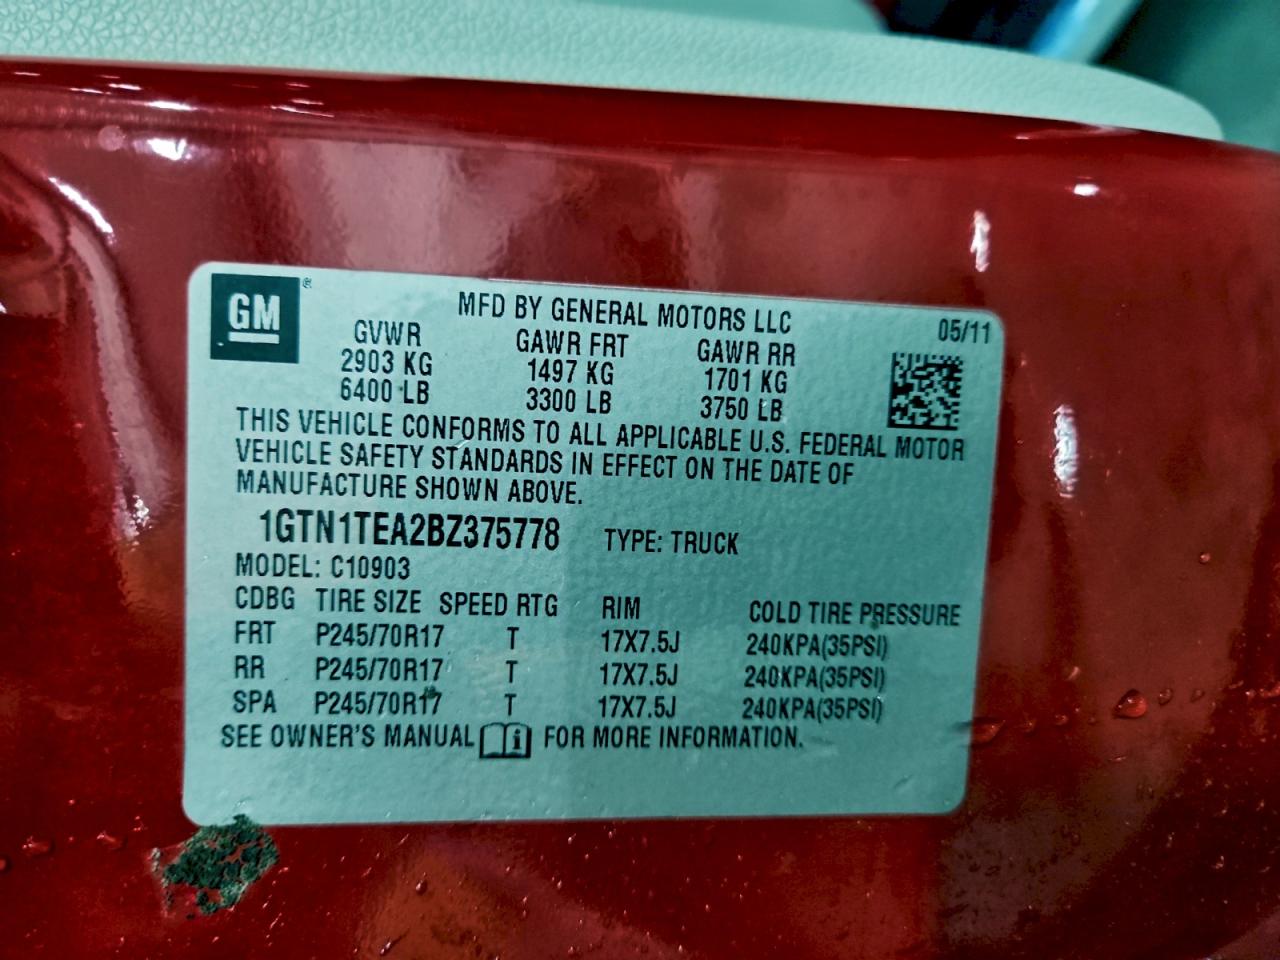 GM ®
MFD BY GENERAL MOTORS LLC
05/11
GVWR GAWR FRT GAWR RR
2903 KG 1497 KG 1701 KG
6400 LB 3300 LB 3750 LB
THIS VEHICLE CONFORMS TO ALL APPLICABLE U.S. FEDERAL MOTOR
VEHICLE SAFETY STANDARDS IN EFFECT ON THE DATE OF
MANUFACTURE SHOWN ABOVE.
1GTN1TEA2BZ375778 TYPE: TRUCK
MODEL: C10903
CDBG TIRE SIZE SPEED RTG RIM COLD TIRE PRESSURE
FRT P245/70R17 T 17X7.5J 240KPA(35PSI)
RR P245/70R17 T 17X7.5J 240KPA(35PSI)
SPA P245/70R17 T 17X7.5J 240KPA(35PSI)
SEE OWNER'S MANUAL i FOR MORE INFORMATION.